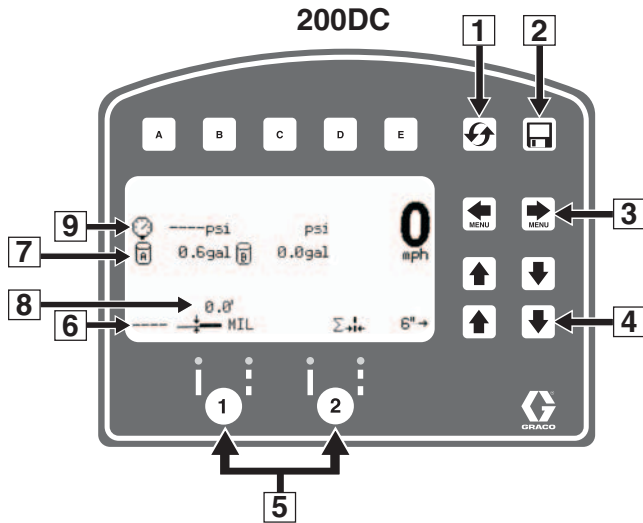 200DC
1
2
A
B
C
D
E
MENU
MENU
3
9
----psi
psi
0
7
A
0.6gal
B
0.0gal
mph
8
0.0'
6
----
MIL
Σ
6"→
4
1
2
GRACO
5